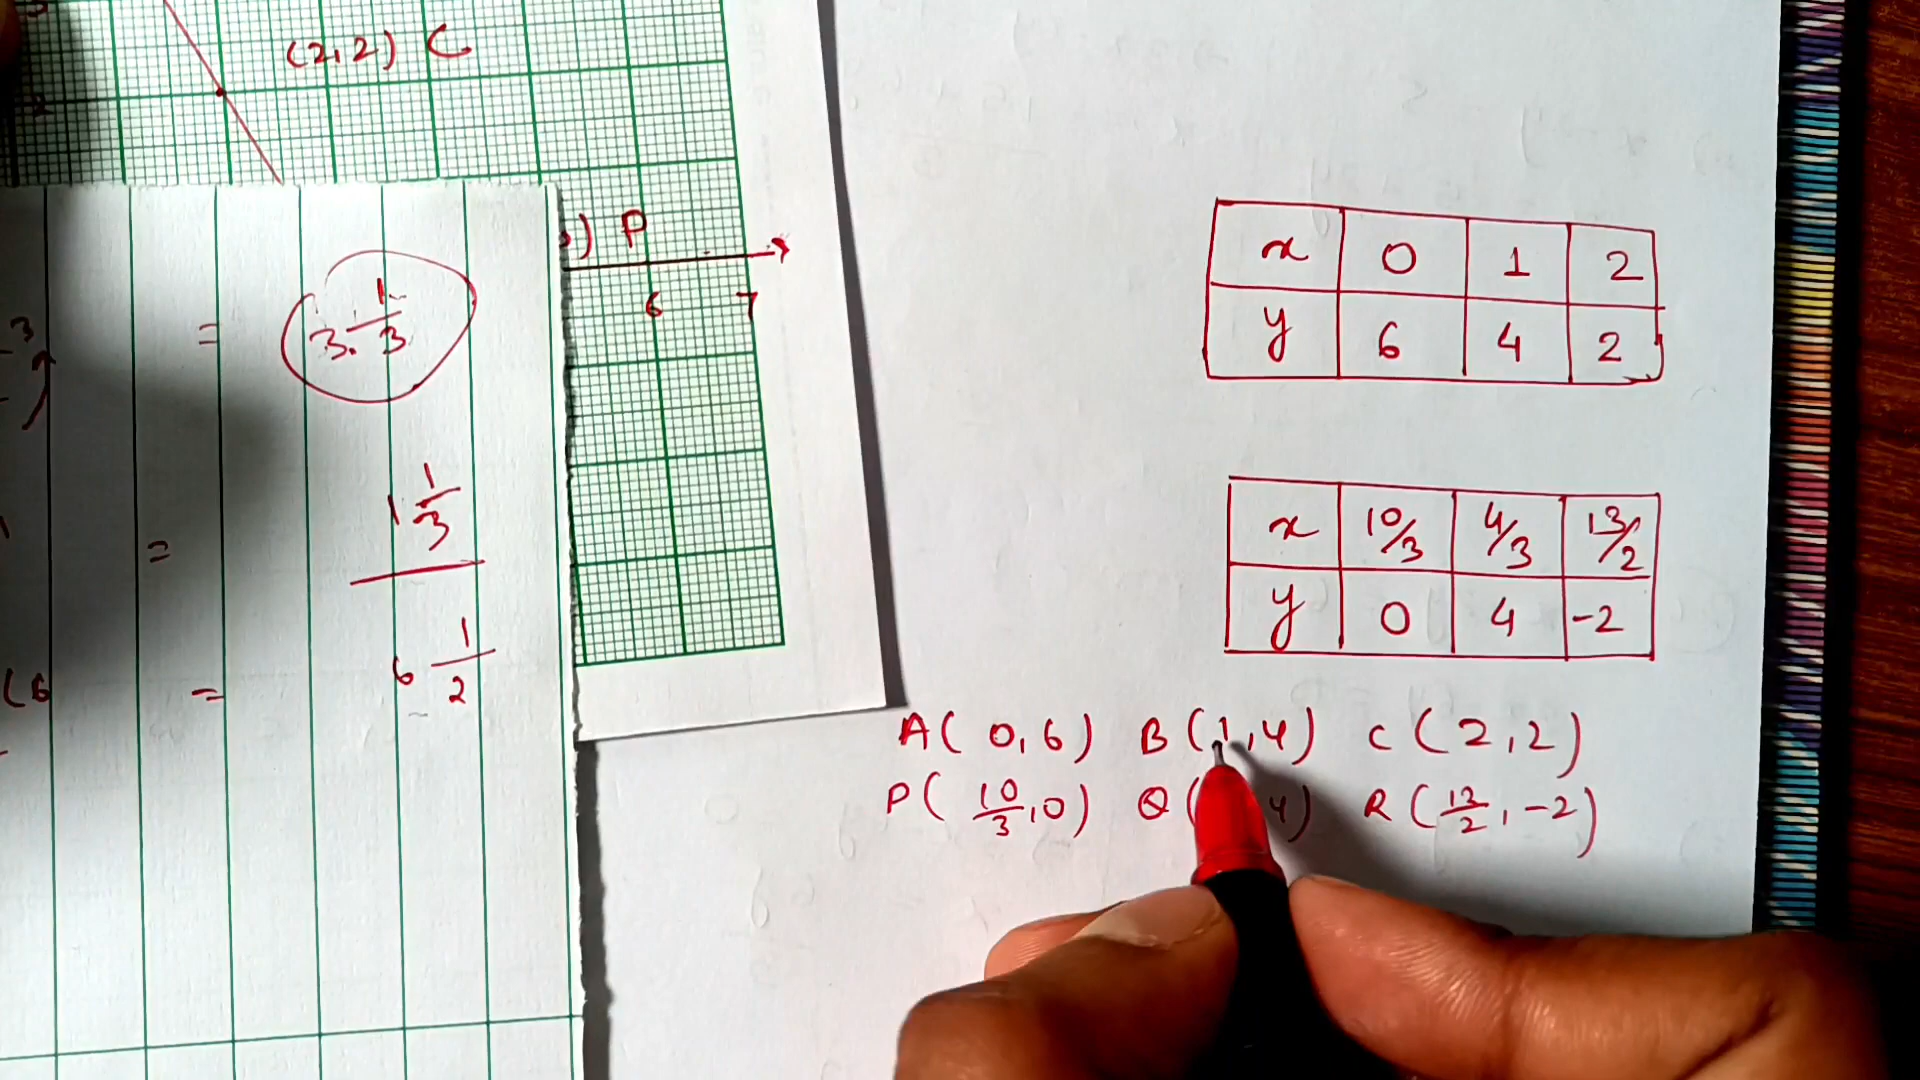 (2,2) C
) P
6 7
= 3. 1/3
= 1 1/3
(6 = 6 1/2
x 0 1 2
y 6 4 2
x 10/3 4/3 13/2
y 0 4 -2
A( 0,6) B(1,4) C(2,2)
P( 10/3,0) Q( 4) R(13/2, -2)